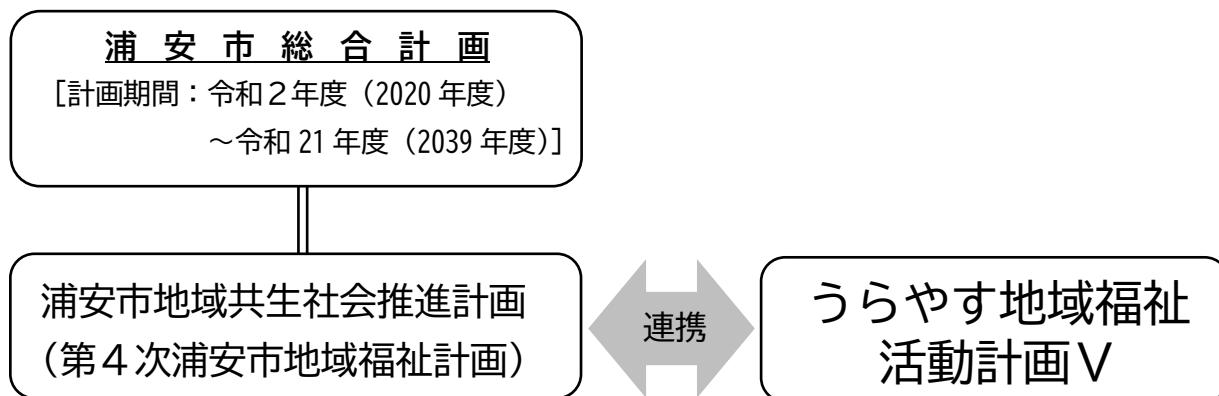 浦安市総合計画
[計画期間：令和２年度（2020 年度）
～令和 21 年度（2039 年度）]
浦安市地域共生社会推進計画
（第４次浦安市地域福祉計画）
連携
うらやす地域福祉
活動計画Ⅴ